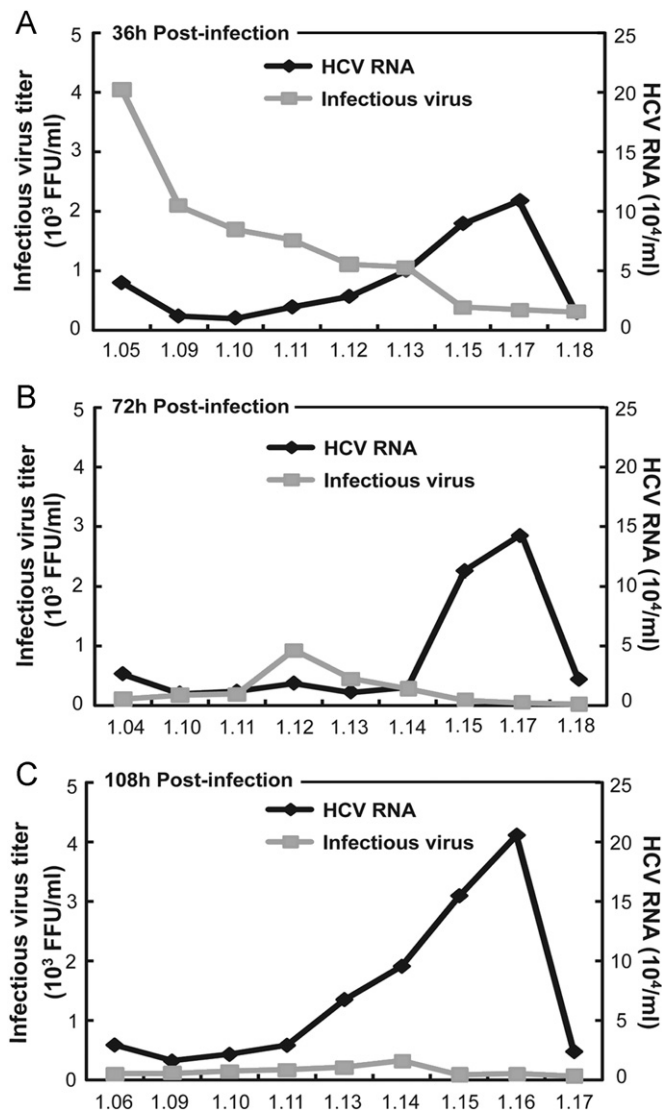 A
36h Post-infection
HCV RNA
Infectious virus
Infectious virus titer
(10³ FFU/ml)
HCV RNA (10⁴/ml)
5
4
3
2
1
0
25
20
15
10
5
0
1.05 1.09 1.10 1.11 1.12 1.13 1.15 1.17 1.18
B
72h Post-infection
HCV RNA
Infectious virus
Infectious virus titer
(10³ FFU/ml)
HCV RNA (10⁴/ml)
5
4
3
2
1
0
25
20
15
10
5
0
1.04 1.10 1.11 1.12 1.13 1.14 1.15 1.17 1.18
C
108h Post-infection
HCV RNA
Infectious virus
Infectious virus titer
(10³ FFU/ml)
HCV RNA (10⁴/ml)
5
4
3
2
1
0
25
20
15
10
5
0
1.06 1.09 1.10 1.11 1.13 1.14 1.15 1.16 1.17